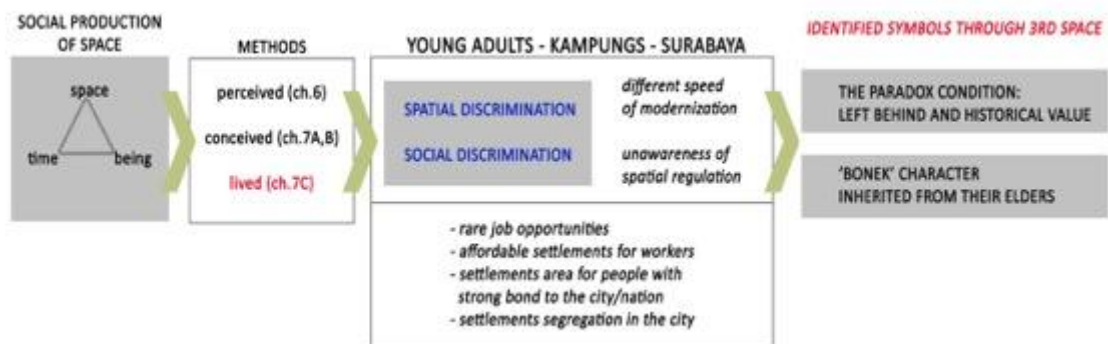 SOCIAL PRODUCTION
OF SPACE
space
time
being
METHODS
perceived (ch.6)
conceived (ch.7A,B)
lived (ch.7C)
YOUNG ADULTS - KAMPUNGS - SURABAYA
SPATIAL DISCRIMINATION
SOCIAL DISCRIMINATION
different speed
of modernization
unawareness of
spatial regulation
- rare job opportunities
- affordable settlements for workers
- settlements area for people with
strong bond to the city/nation
- settlements segregation in the city
IDENTIFIED SYMBOLS THROUGH 3RD SPACE
THE PARADOX CONDITION:
LEFT BEHIND AND HISTORICAL VALUE
'BONEK' CHARACTER
INHERITED FROM THEIR ELDERS